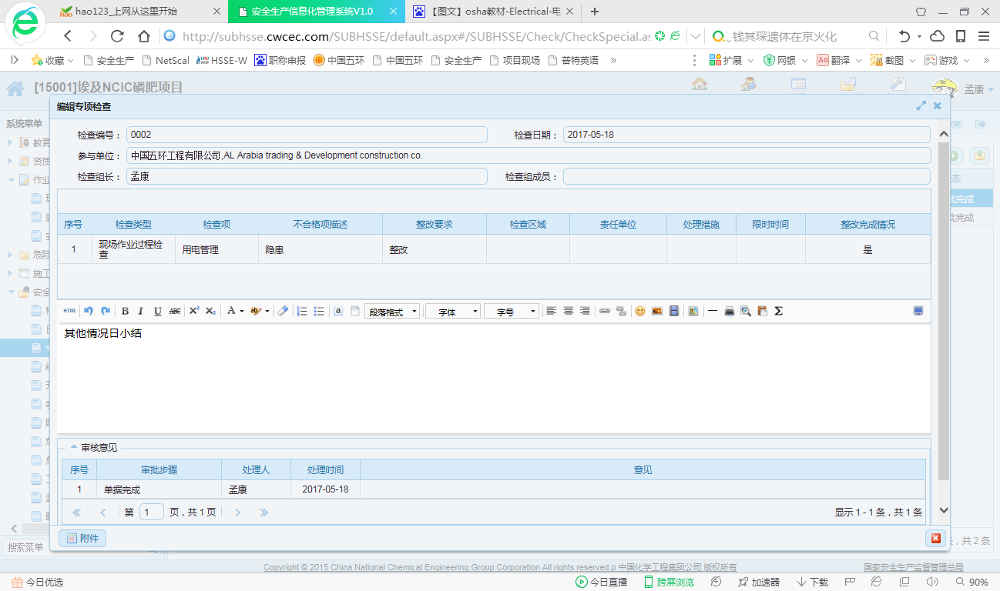 hao123_上网从这里开始
安全生产信息化管理系统V1.0
【图文】osha教材-Electrical-电
http://subhsse.cwcec.com/SUBHSSE/default.aspx#/SUBHSSE/Check/CheckSpecial.as
钱其琛遗体在京火化
收藏 安全生产 NetScal HSSE-W 职称申报 中国五环 中国五环 安全生产 项目现场 普特英语 » 扩展 网银 翻译 截图 游戏 »
[15001]埃及NCIC磷肥项目
孟康
系统菜单
编辑专项检查
检查编号： 0002 检查日期： 2017-05-18
参与单位： 中国五环工程有限公司,AL Arabia trading & Development construction co.
检查组长： 孟康 检查组成员：
序号 检查类型 检查项 不合格项描述 整改要求 检查区域 责任单位 处理措施 限时时间 整改完成情况
1 现场作业过程检查 用电管理 隐患 整改 是
HTML B I U ABC X² X₂ A ab a 段落格式 字体 字号 Σ
其他情况日小结
审核意见
序号 审批步骤 处理人 处理时间 意见
1 单据完成 孟康 2017-05-18
第 1 页 , 共 1 页
显示 1 - 1 条 , 共 1 条
附件
教育
资质
作业
危险
施工
安全
搜索菜单
批完成
批完成
共 2 条
Copyright © 2015 China National Chemical Engineering Group Corporation All rights reserved.p 中国化学工程集团公司 版权所有
国家安全生产监督管理总局
今日优选 今日直播 跨屏浏览 加速器 下载 90%